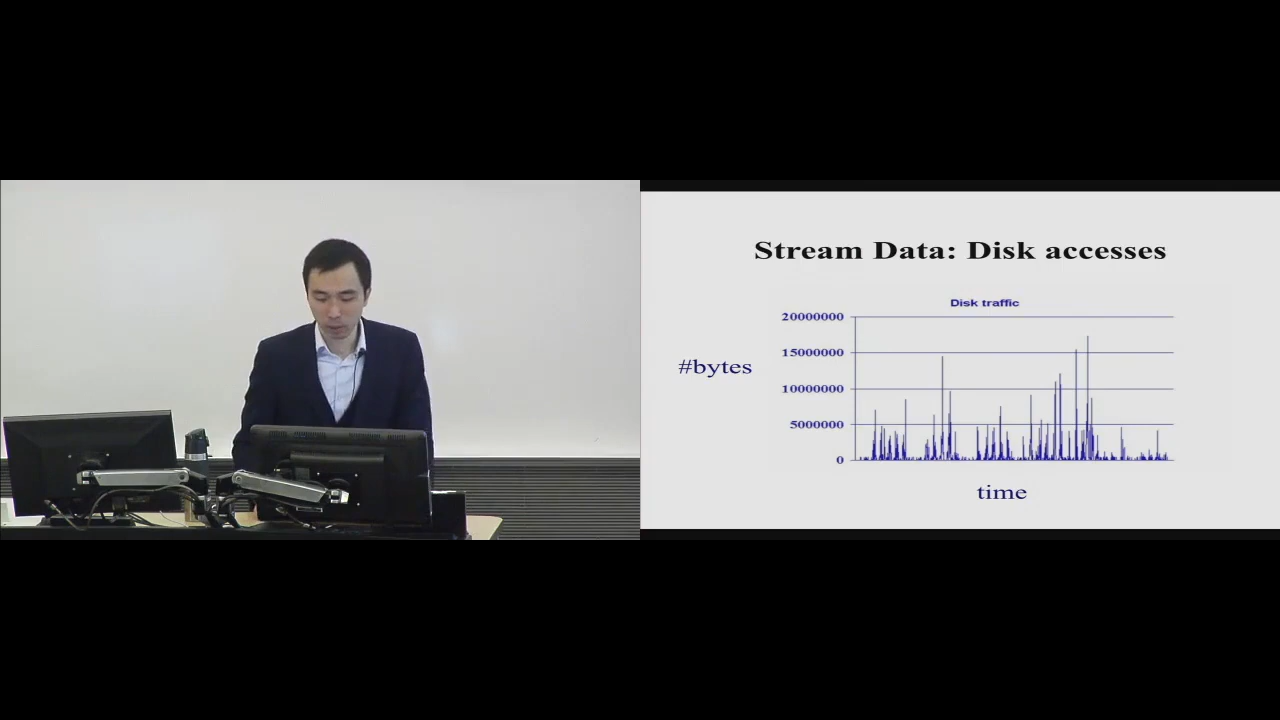 Stream Data: Disk accesses
Disk traffic
20000000
15000000
#bytes
10000000
5000000
0
time